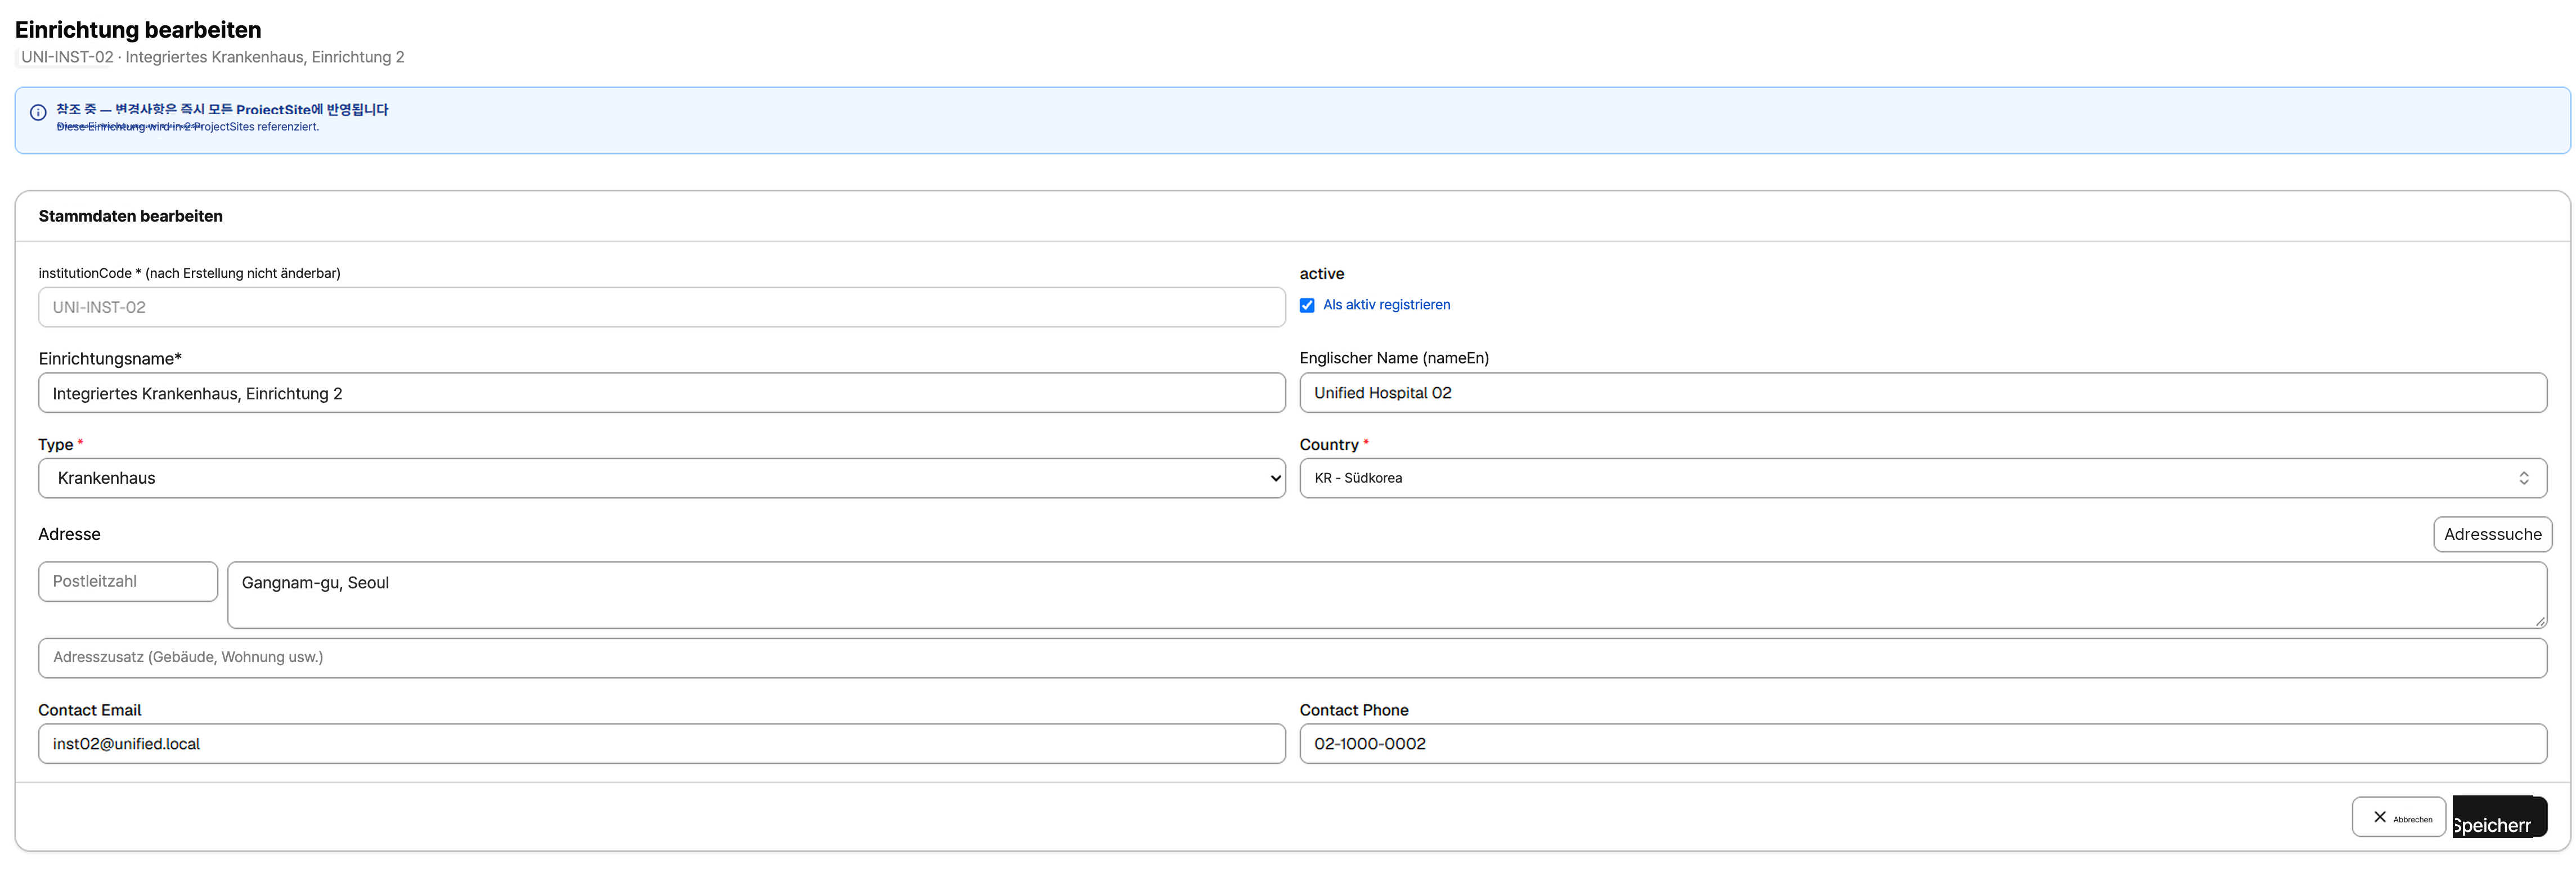 Einrichtung bearbeiten
UNI-INST-02 · Integriertes Krankenhaus, Einrichtung 2
참조 중 — 변경사항은 즉시 모든 ProjectSite에 반영됩니다
Diese Einrichtung wird in 2 ProjectSites referenziert.
Stammdaten bearbeiten
institutionCode * (nach Erstellung nicht änderbar)
active
UNI-INST-02
Als aktiv registrieren
Einrichtungsname*
Englischer Name (nameEn)
Integriertes Krankenhaus, Einrichtung 2
Unified Hospital 02
Type *
Country *
Krankenhaus
KR - Südkorea
Adresse
Adresssuche
Postleitzahl
Gangnam-gu, Seoul
Adresszusatz (Gebäude, Wohnung usw.)
Contact Email
Contact Phone
inst02@unified.local
02-1000-0002
Abbrechen
Speicherr